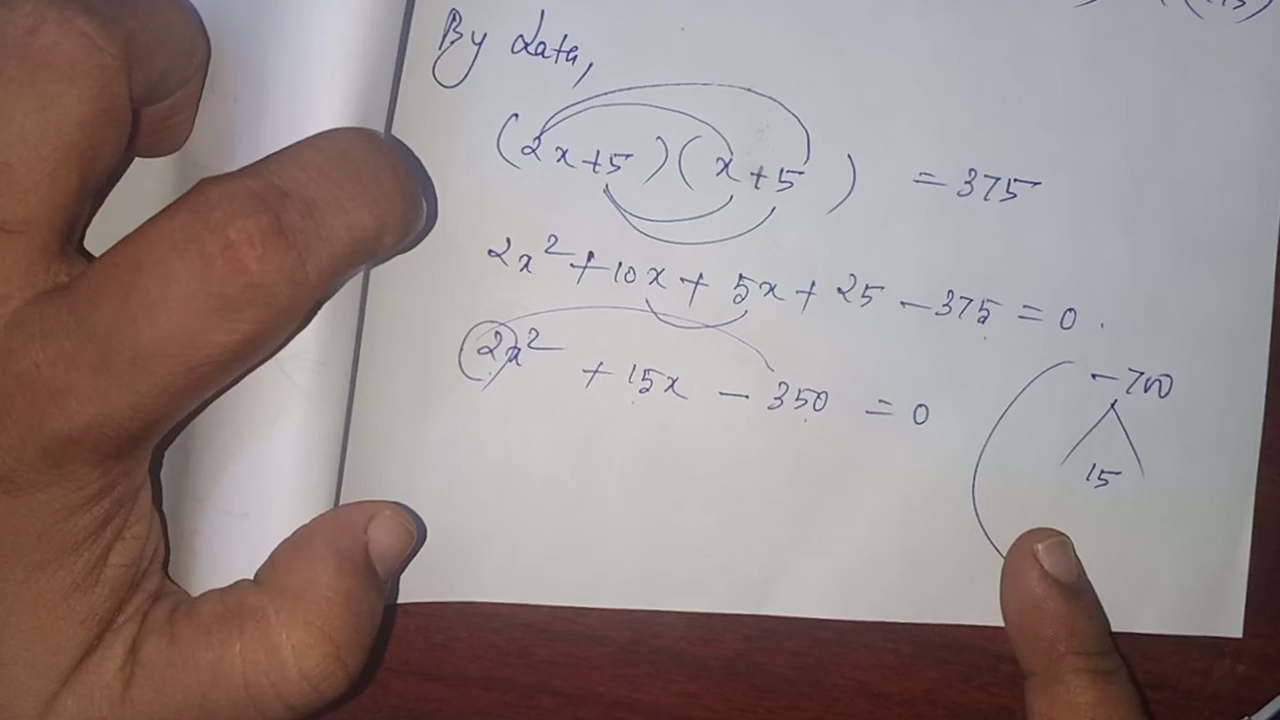 By data,
(2x+5)(x+5) = 375
2x² + 10x + 5x + 25 - 375 = 0.
2x² + 15x - 350 = 0
-700
15